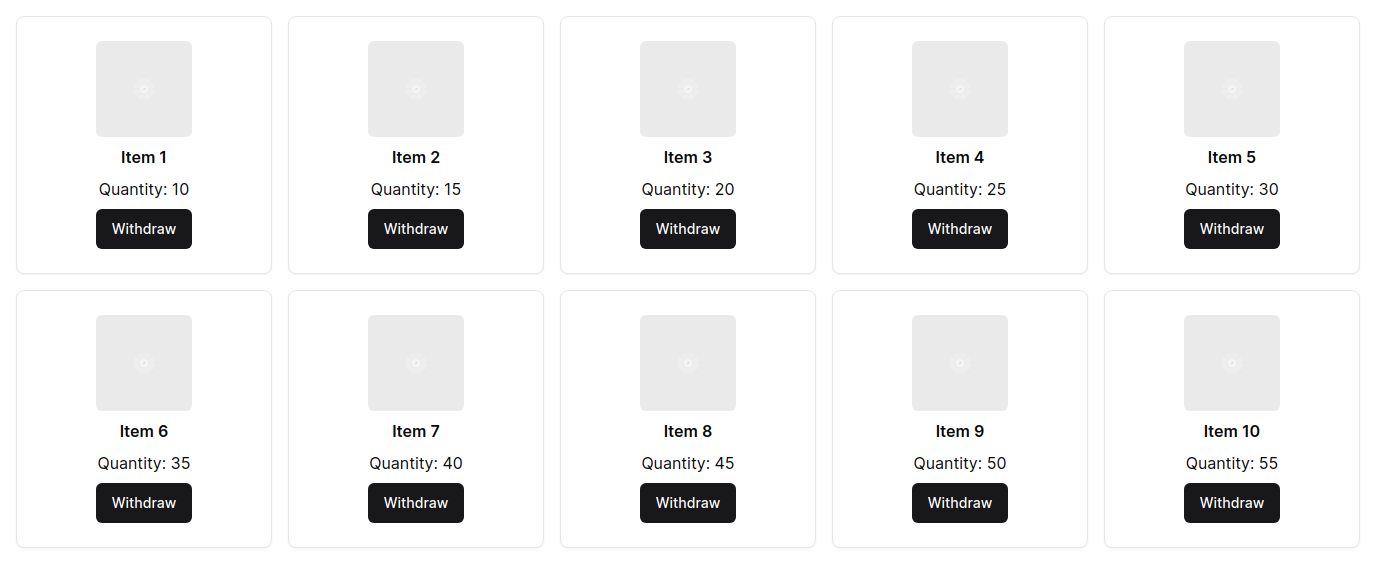 Item 1
Quantity: 10
Withdraw
Item 2
Quantity: 15
Withdraw
Item 3
Quantity: 20
Withdraw
Item 4
Quantity: 25
Withdraw
Item 5
Quantity: 30
Withdraw
Item 6
Quantity: 35
Withdraw
Item 7
Quantity: 40
Withdraw
Item 8
Quantity: 45
Withdraw
Item 9
Quantity: 50
Withdraw
Item 10
Quantity: 55
Withdraw